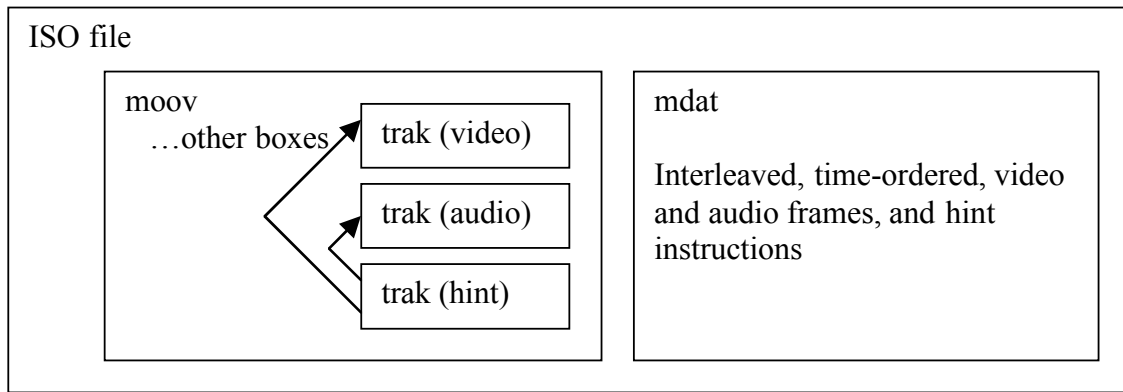 ISO file
moov
…other boxes
trak (video)
trak (audio)
trak (hint)
mdat
Interleaved, time-ordered, video
and audio frames, and hint
instructions